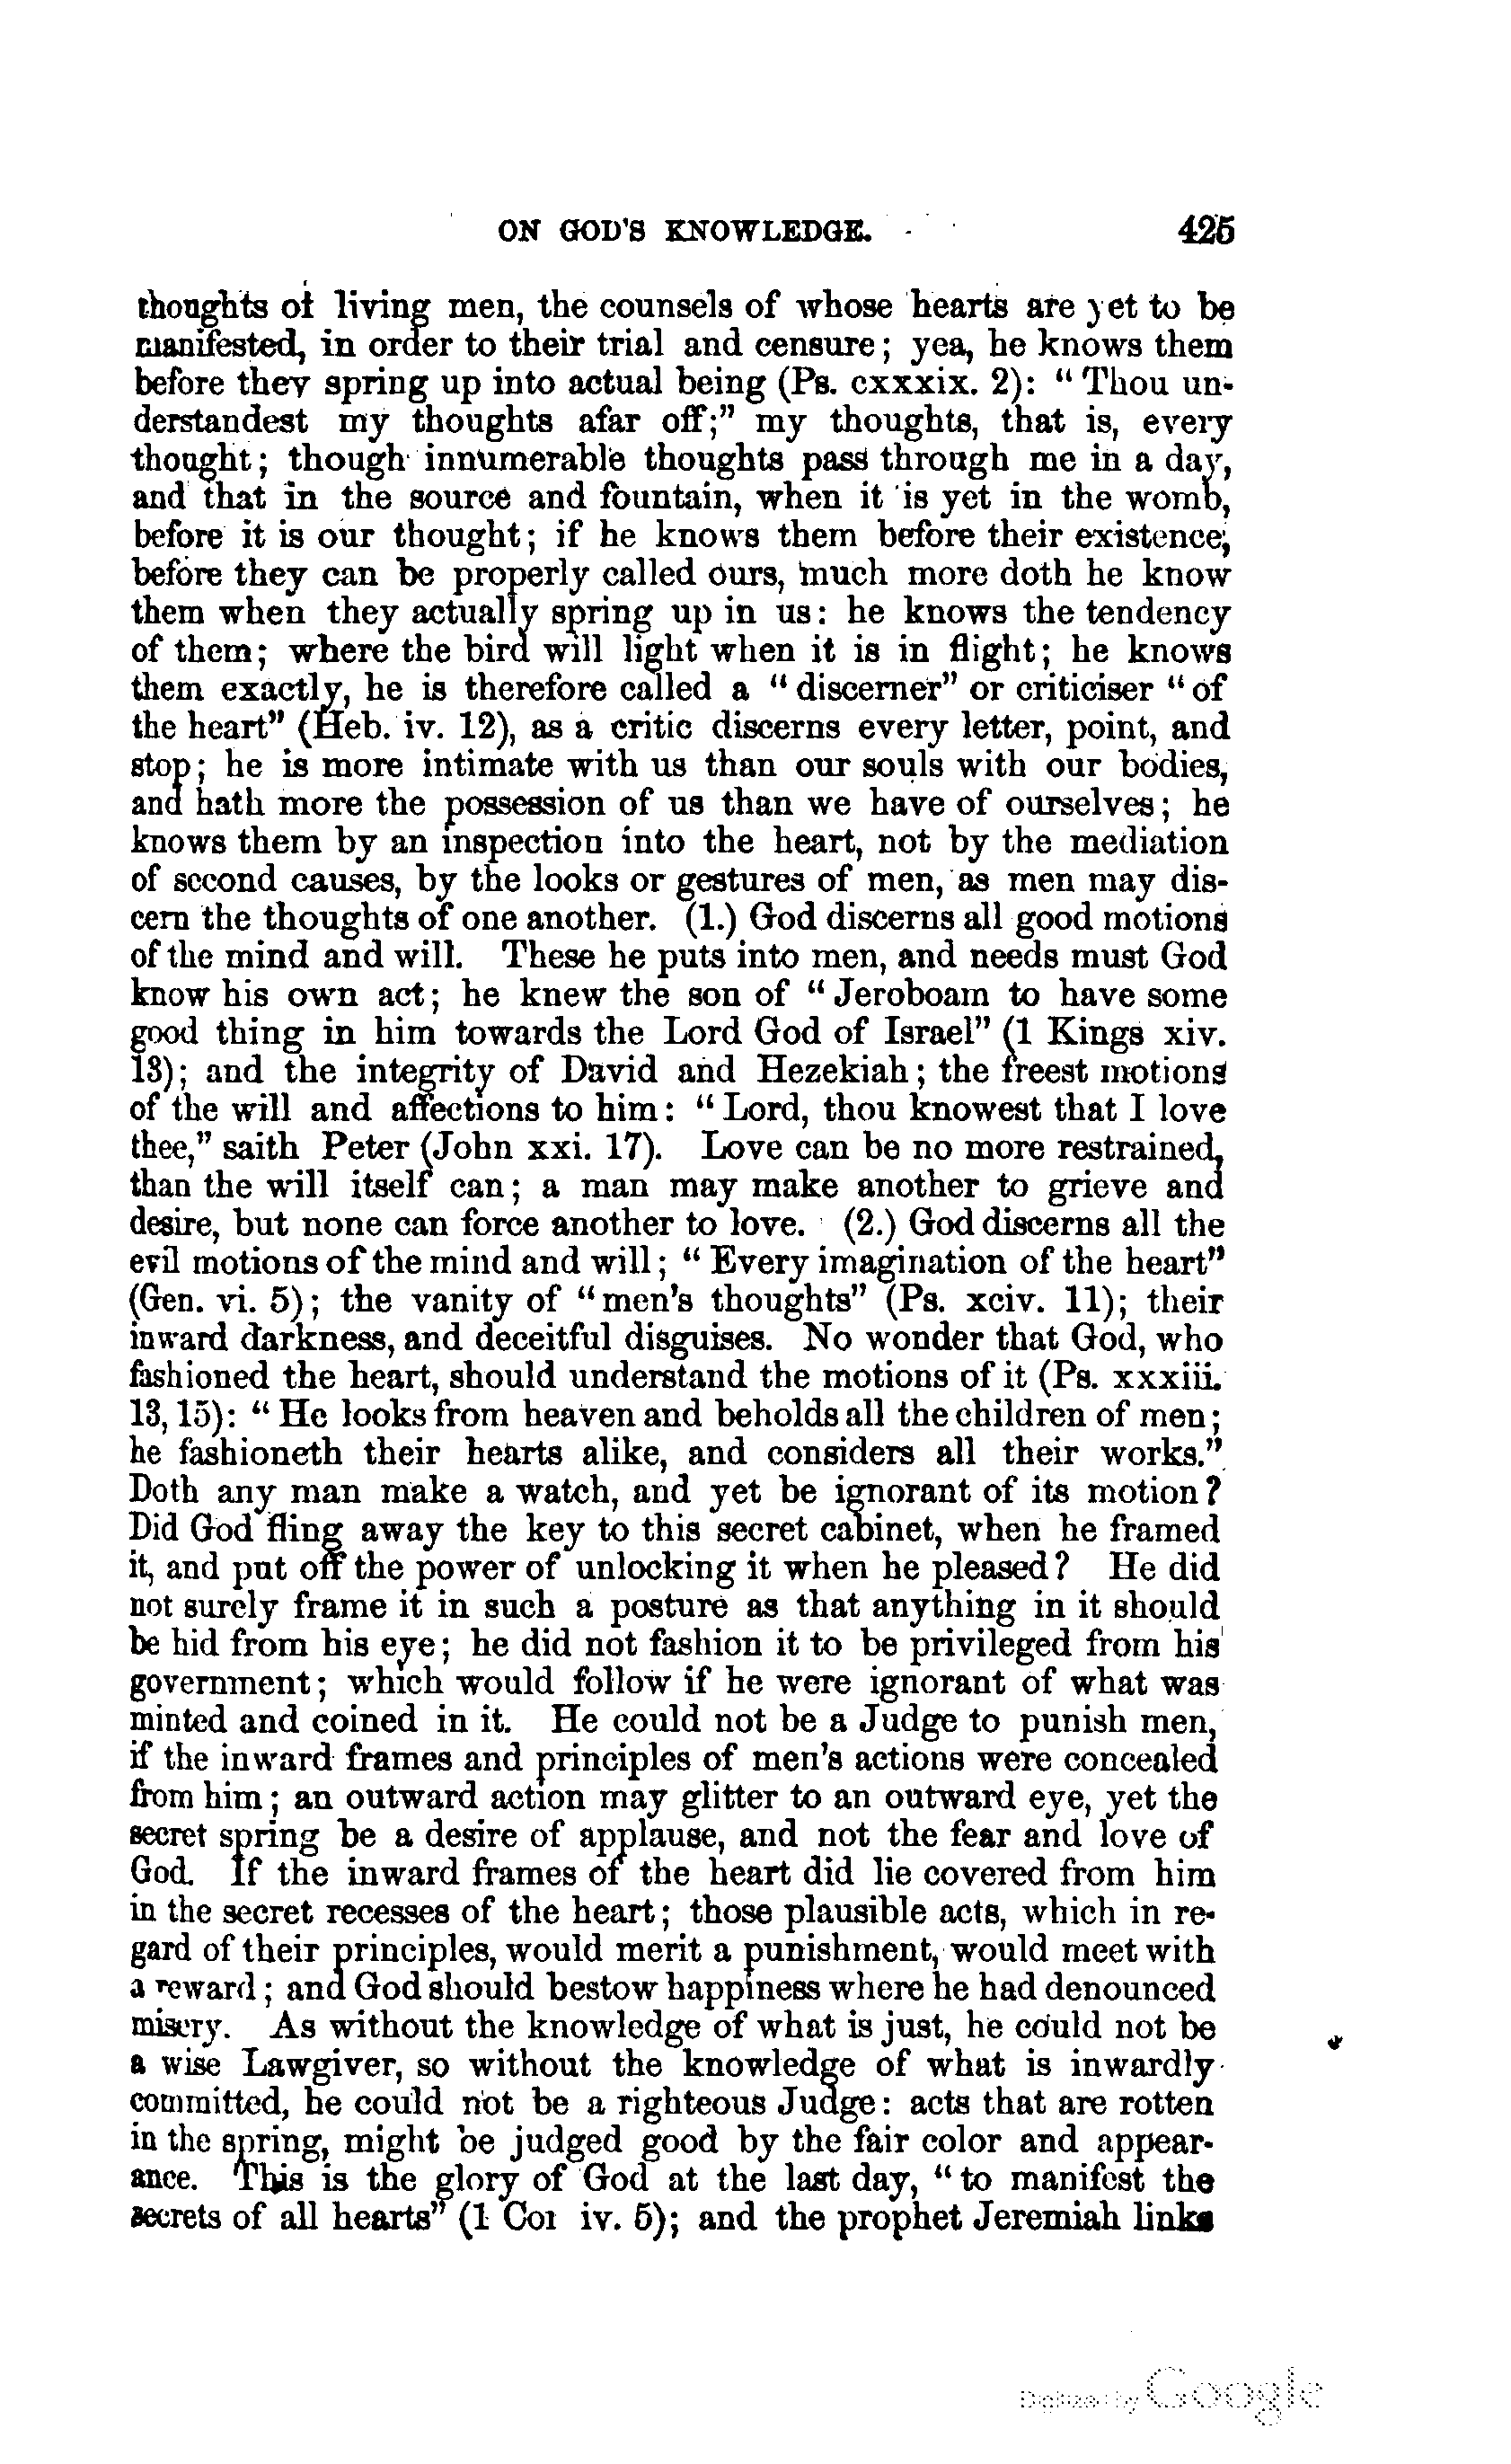 ON GOD'S KNOWLEDGE. 425
thoughts of living men, the counsels of whose hearts are yet to be
manifested, in order to their trial and censure; yea, he knows them
before they spring up into actual being (Ps. cxxxix. 2): "Thou un-
derstandest my thoughts afar off;" my thoughts, that is, every
thought; though innumerable thoughts pass through me in a day,
and that in the source and fountain, when it is yet in the womb,
before it is our thought; if he knows them before their existence,
before they can be properly called ours, much more doth he know
them when they actually spring up in us: he knows the tendency
of them; where the bird will light when it is in flight; he knows
them exactly, he is therefore called a "discerner" or criticiser "of
the heart" (Heb. iv. 12), as a critic discerns every letter, point, and
stop; he is more intimate with us than our souls with our bodies,
and hath more the possession of us than we have of ourselves; he
knows them by an inspection into the heart, not by the mediation
of second causes, by the looks or gestures of men, as men may dis-
cern the thoughts of one another. (1.) God discerns all good motions
of the mind and will. These he puts into men, and needs must God
know his own act; he knew the son of "Jeroboam to have some
good thing in him towards the Lord God of Israel" (1 Kings xiv.
13); and the integrity of David and Hezekiah; the freest motions
of the will and affections to him: "Lord, thou knowest that I love
thee," saith Peter (John xxi. 17). Love can be no more restrained,
than the will itself can; a man may make another to grieve and
desire, but none can force another to love. (2.) God discerns all the
evil motions of the mind and will; "Every imagination of the heart"
(Gen. vi. 5); the vanity of "men's thoughts" (Ps. xciv. 11); their
inward darkness, and deceitful disguises. No wonder that God, who
fashioned the heart, should understand the motions of it (Ps. xxxiii.
13, 15): "He looks from heaven and beholds all the children of men;
he fashioneth their hearts alike, and considers all their works."
Doth any man make a watch, and yet be ignorant of its motion?
Did God fling away the key to this secret cabinet, when he framed
it, and put off the power of unlocking it when he pleased? He did
not surely frame it in such a posture as that anything in it should
be hid from his eye; he did not fashion it to be privileged from his
government; which would follow if he were ignorant of what was
minted and coined in it. He could not be a Judge to punish men,
if the inward frames and principles of men's actions were concealed
from him; an outward action may glitter to an outward eye, yet the
secret spring be a desire of applause, and not the fear and love of
God. If the inward frames of the heart did lie covered from him
in the secret recesses of the heart; those plausible acts, which in re-
gard of their principles, would merit a punishment, would meet with
a reward; and God should bestow happiness where he had denounced
misery. As without the knowledge of what is just, he could not be
a wise Lawgiver, so without the knowledge of what is inwardly
committed, he could not be a righteous Judge: acts that are rotten
in the spring, might be judged good by the fair color and appear-
ance. This is the glory of God at the last day, "to manifest the
secrets of all hearts" (1 Cor iv. 5); and the prophet Jeremiah links
Digitized by Google